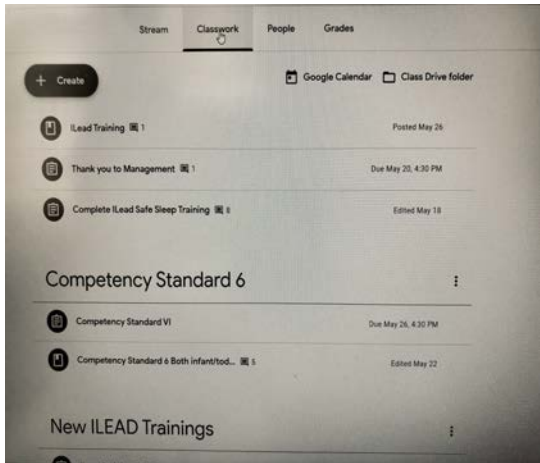 Stream Classwork People Grades
+ Create Google Calendar Class Drive folder
ILead Training 1 Posted May 26
Thank you to Management 1 Due May 20, 4:30 PM
Complete ILead Safe Sleep Training 8 Edited May 18
Competency Standard 6
Competency Standard VI Due May 26, 4:30 PM
Competency Standard 6 Both infant/tod... 5 Edited May 22
New ILEAD Trainings